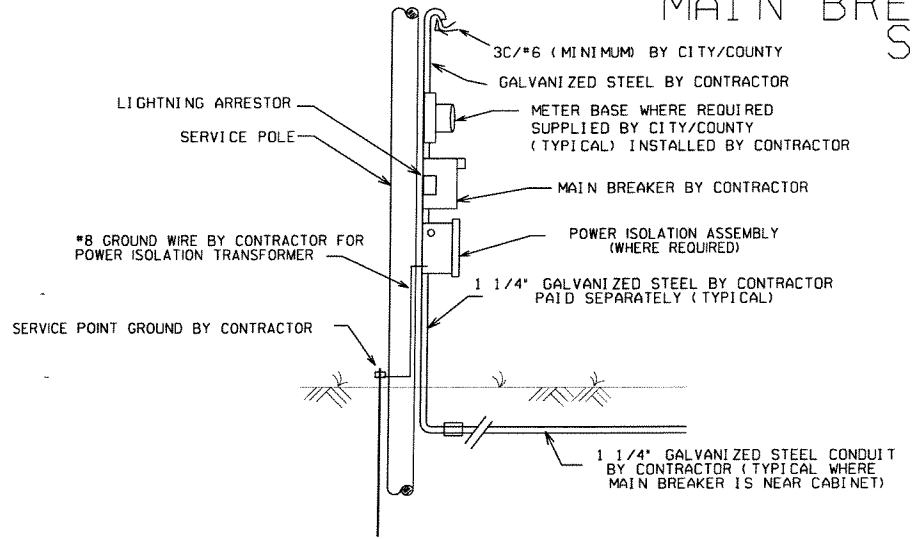 MAIN BRE
S
3C/#6 (MINIMUM) BY CITY/COUNTY
GALVANIZED STEEL BY CONTRACTOR
LIGHTNING ARRESTOR
METER BASE WHERE REQUIRED
SUPPLIED BY CITY/COUNTY
(TYPICAL) INSTALLED BY CONTRACTOR
SERVICE POLE
MAIN BREAKER BY CONTRACTOR
#8 GROUND WIRE BY CONTRACTOR FOR
POWER ISOLATION TRANSFORMER
POWER ISOLATION ASSEMBLY
(WHERE REQUIRED)
1 1/4" GALVANIZED STEEL BY CONTRACTOR
PAID SEPARATELY (TYPICAL)
SERVICE POINT GROUND BY CONTRACTOR
1 1/4" GALVANIZED STEEL CONDUIT
BY CONTRACTOR (TYPICAL WHERE
MAIN BREAKER IS NEAR CABINET)